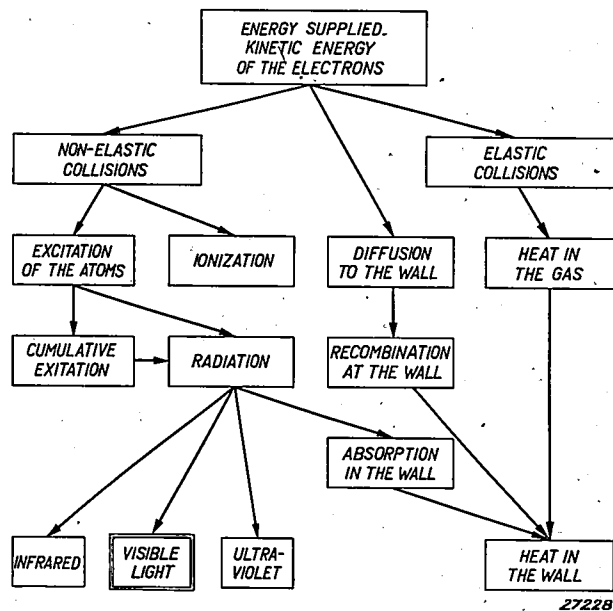 ENERGY SUPPLIED_
KINETIC ENERGY
OF THE ELECTRONS
NON-ELASTIC
COLLISIONS
ELASTIC
COLLISIONS
EXCITATION
OF THE ATOMS
IONIZATION
DIFFUSION
TO THE WALL
HEAT IN
THE GAS
CUMULATIVE
EXITATION
RADIATION
RECOMBINATION
AT THE WALL
ABSORPTION
IN THE WALL
INFRARED
VISIBLE
LIGHT
ULTRA-
VIOLET
HEAT IN
THE WALL
27228